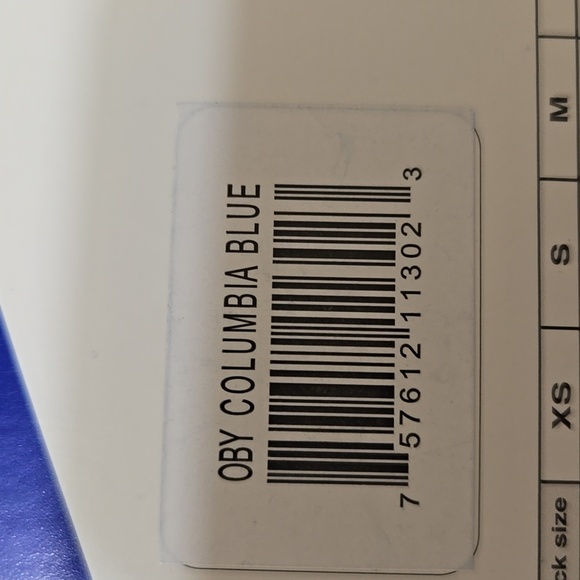 OBY COLUMBIA BLUE
7 57612 11302 3
ck size XS S M